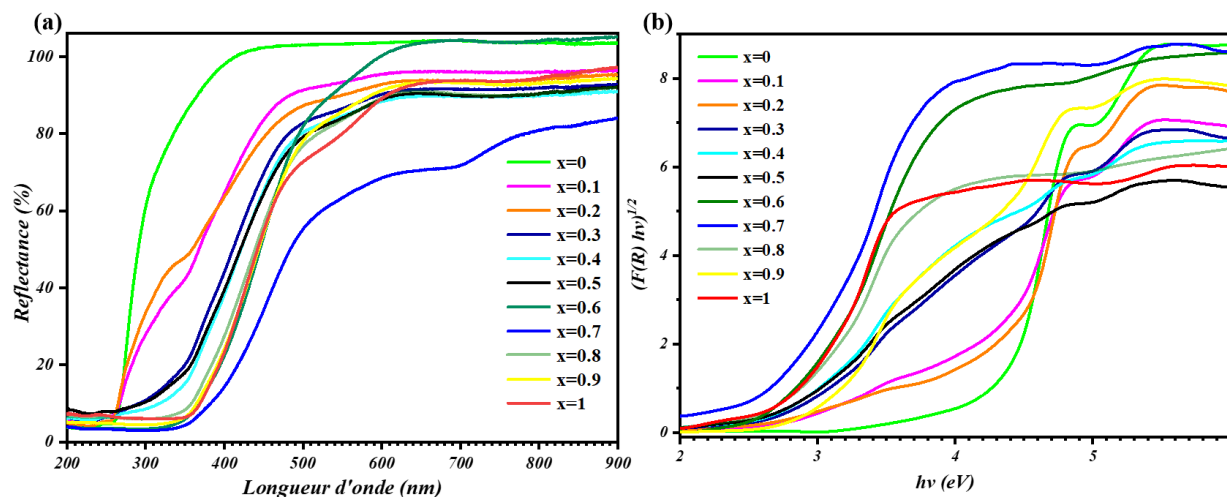 (a)
100
80
60
40
20
0
Reflectance (%)
200 300 400 500 600 700 800 900
Longueur d'onde (nm)
x=0
x=0.1
x=0.2
x=0.3
x=0.4
x=0.5
x=0.6
x=0.7
x=0.8
x=0.9
x=1
(b)
8
6
4
2
0
(F(R) hν)1/2
2 3 4 5
hν (eV)
x=0
x=0.1
x=0.2
x=0.3
x=0.4
x=0.5
x=0.6
x=0.7
x=0.8
x=0.9
x=1